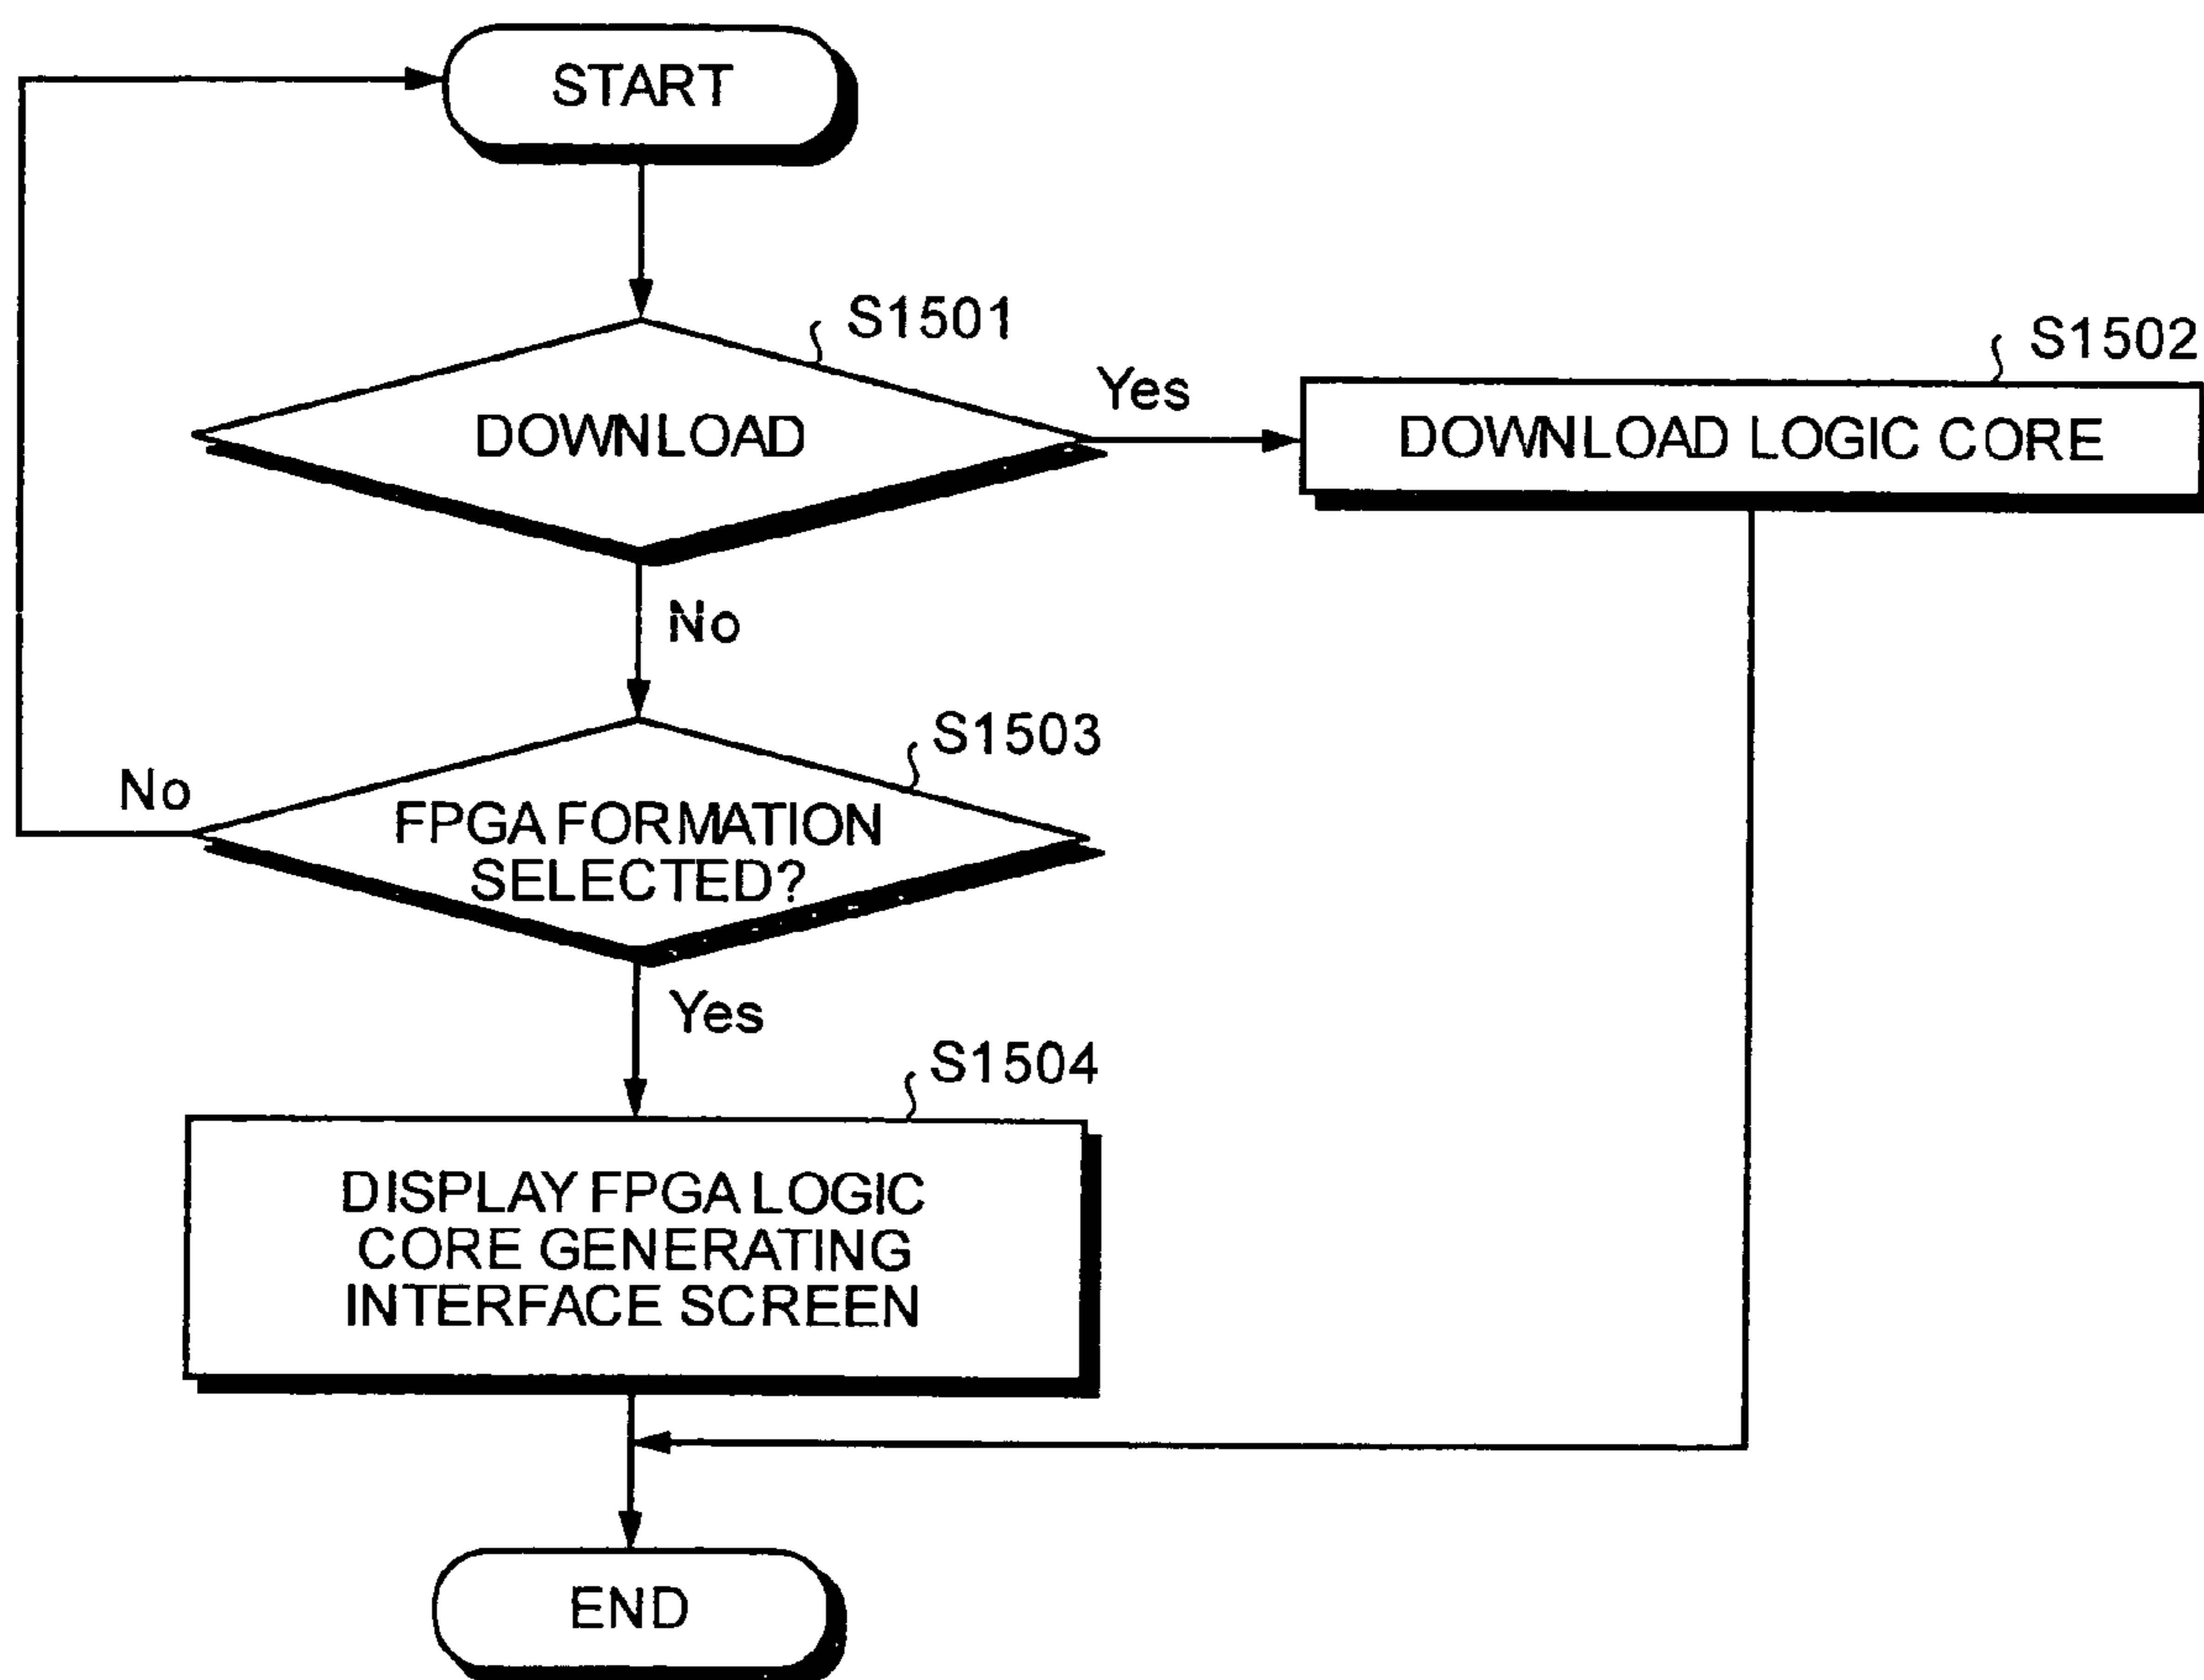 START
S1501
DOWNLOAD
Yes
S1502
DOWNLOAD LOGIC CORE
No
S1503
FPGA FORMATION
SELECTED?
No
Yes
S1504
DISPLAY FPGA LOGIC
CORE GENERATING
INTERFACE SCREEN
END